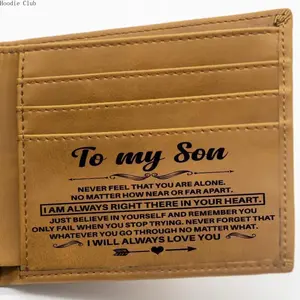 Hoodie Club
To my Son
NEVER FEEL THAT YOU ARE ALONE.
NO MATTER HOW NEAR OR FAR APART.
I AM ALWAYS RIGHT THERE IN YOUR HEART.
JUST BELIEVE IN YOURSELF AND REMEMBER YOU
ONLY FAIL WHEN YOU STOP TRYING. NEVER FORGET THAT
WHATEVER YOU GO THROUGH NO MATTER WHAT.
I WILL ALWAYS LOVE YOU